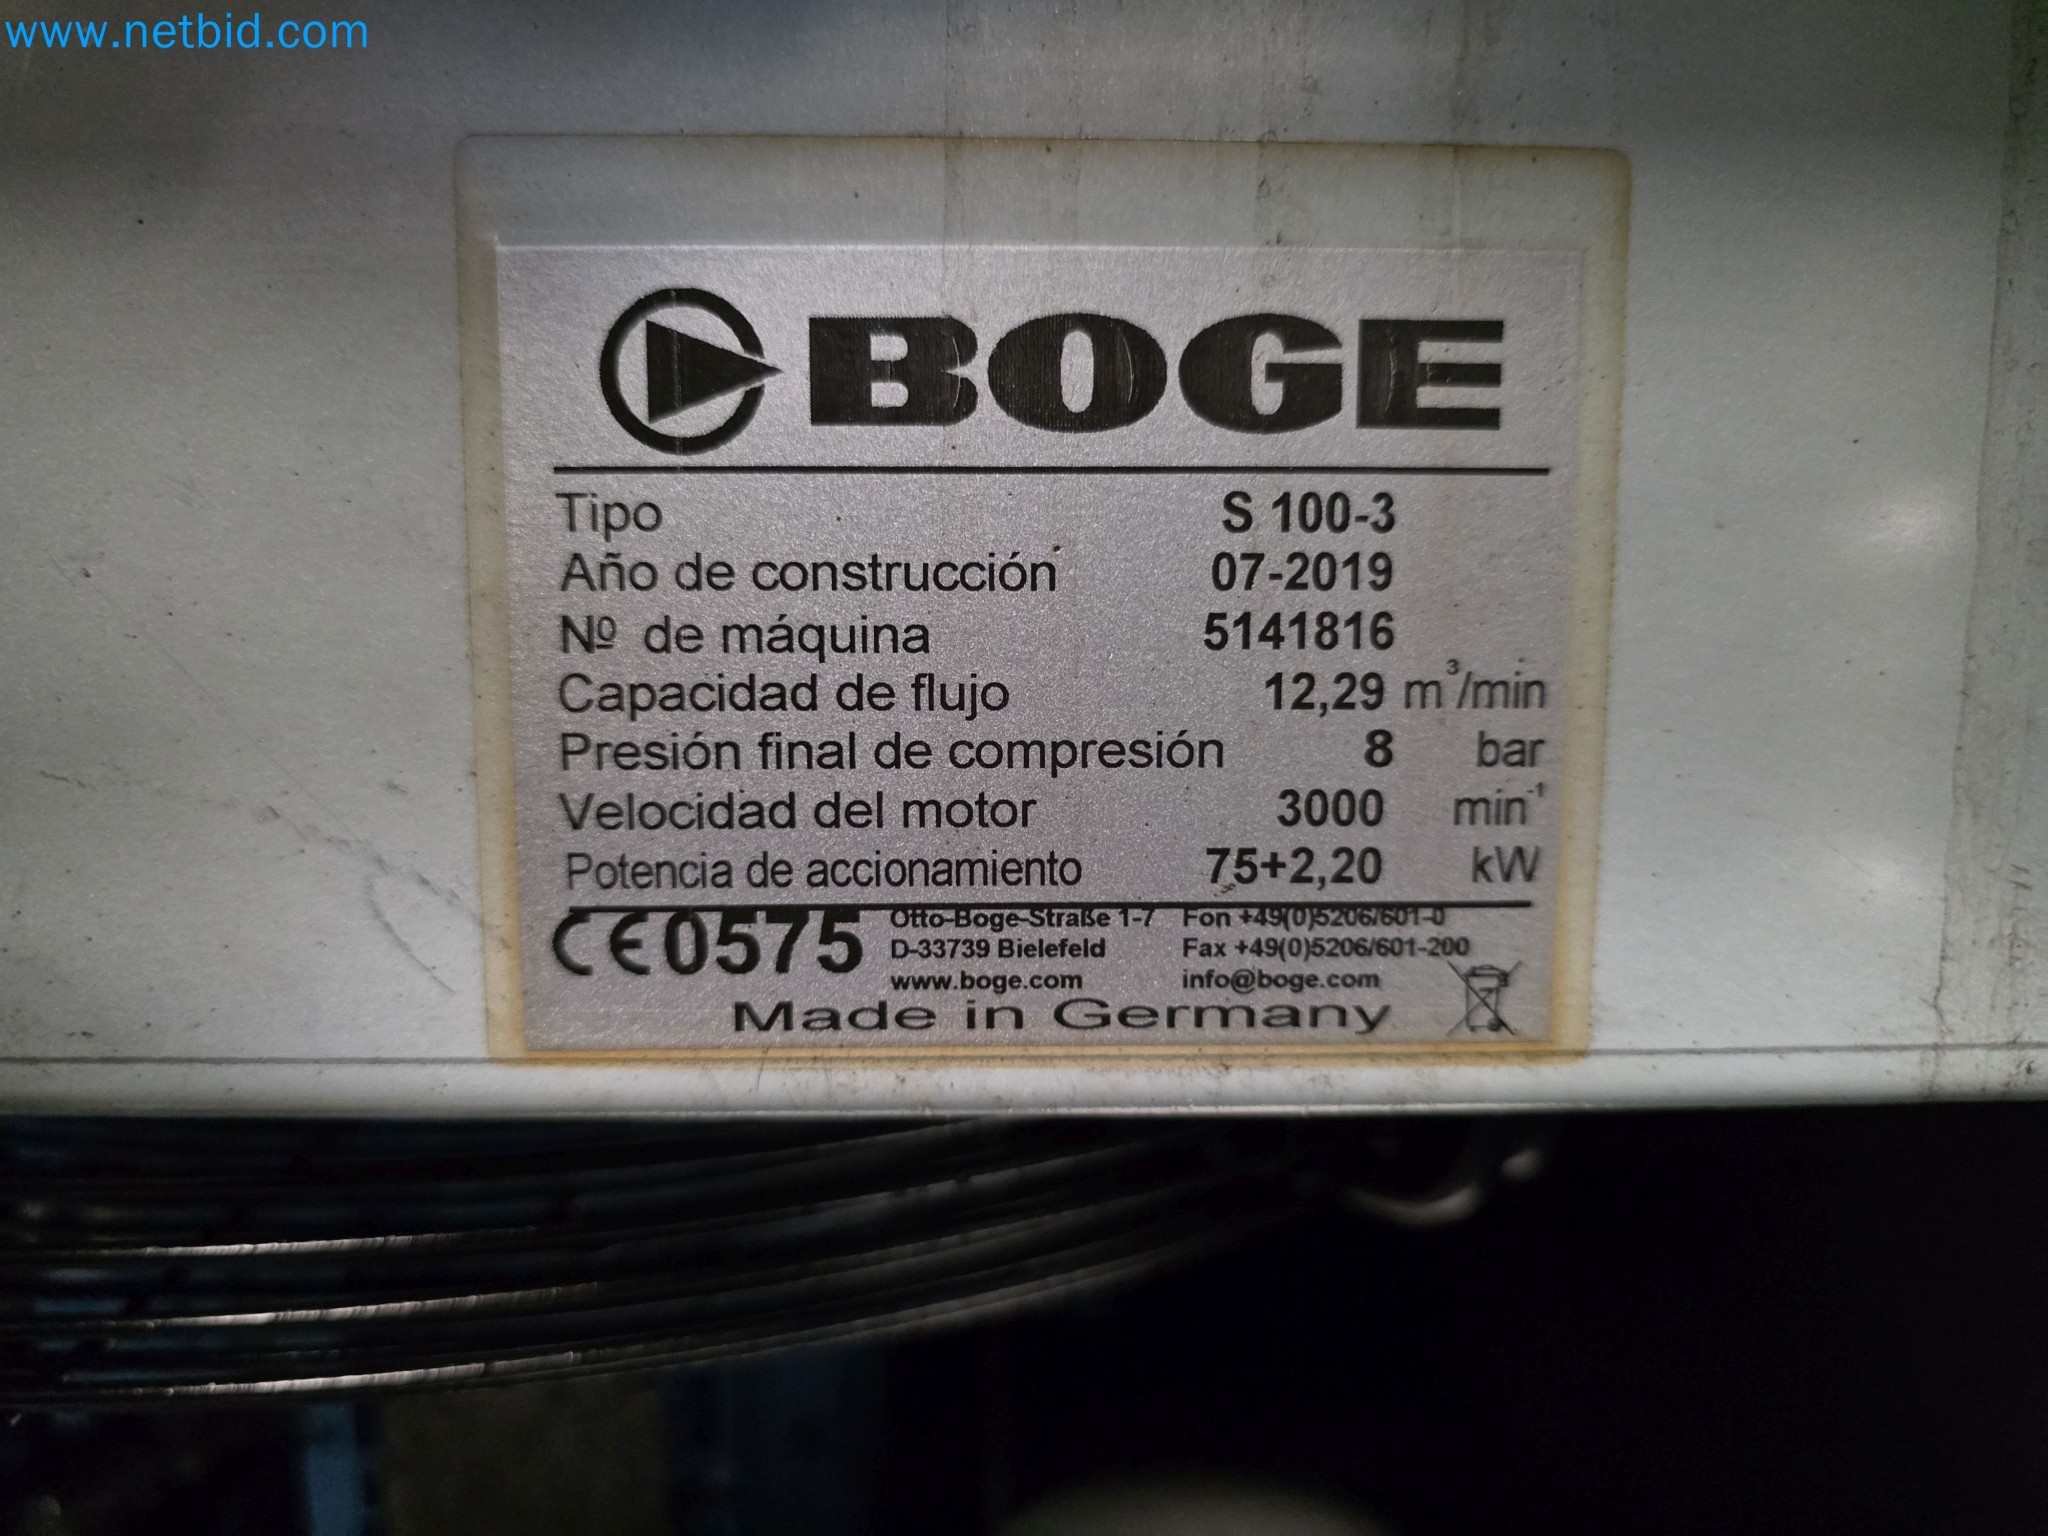 www.netbid.com
BOGE
Tipo S 100-3
Año de construcción 07-2019
Nº de máquina 5141816
Capacidad de flujo 12,29 m³/min
Presión final de compresión 8 bar
Velocidad del motor 3000 min⁻¹
Potencia de accionamiento 75+2,20 kW
CE0575 Otto-Boge-Straße 1-7 Fon +49(0)5206/601-0
D-33739 Bielefeld Fax +49(0)5206/601-200
www.boge.com info@boge.com
Made in Germany